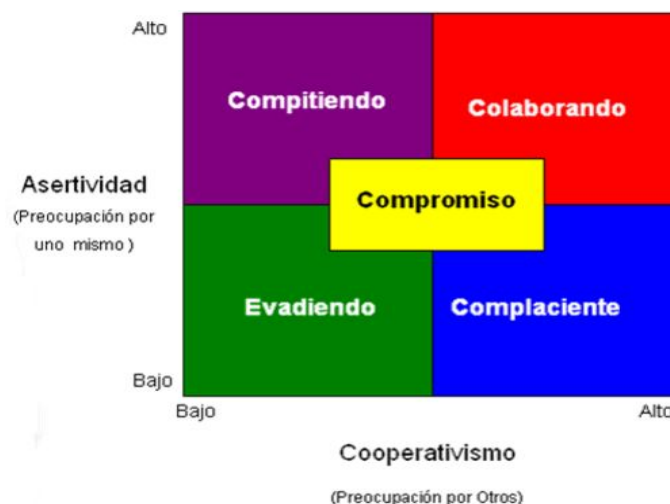 Alto
Compitiendo
Colaborando
Asertividad
(Preocupación por
uno mismo )
Compromiso
Evadiendo
Complaciente
Bajo
Bajo
Alto
Cooperativismo
(Preocupación por Otros)